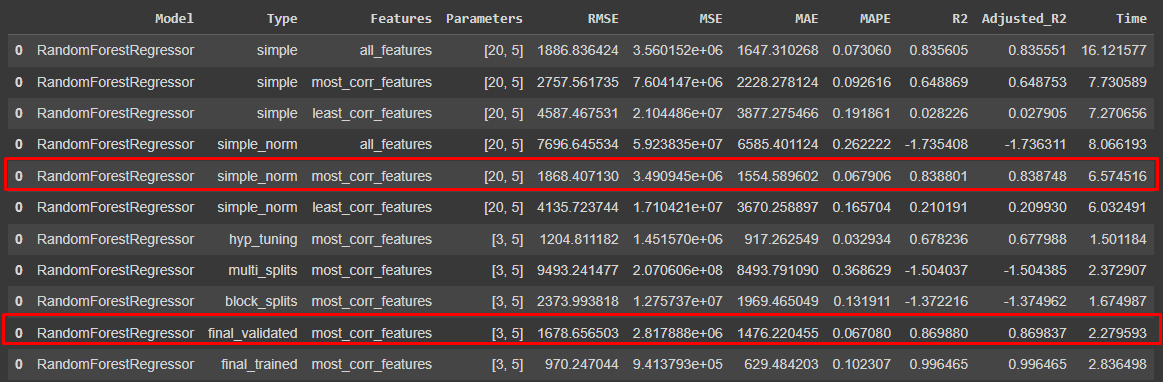 Model Type Features Parameters RMSE MSE MAE MAPE R2 Adjusted_R2 Time
0 RandomForestRegressor simple all_features [20, 5] 1886.836424 3.560152e+06 1647.310268 0.073060 0.835605 0.835551 16.121577
0 RandomForestRegressor simple most_corr_features [20, 5] 2757.561735 7.604147e+06 2228.278124 0.092616 0.648869 0.648753 7.730589
0 RandomForestRegressor simple least_corr_features [20, 5] 4587.467531 2.104486e+07 3877.275466 0.191861 0.028226 0.027905 7.270656
0 RandomForestRegressor simple_norm all_features [20, 5] 7696.645534 5.923835e+07 6585.401124 0.262222 -1.735408 -1.736311 8.066193
0 RandomForestRegressor simple_norm most_corr_features [20, 5] 1868.407130 3.490945e+06 1554.589602 0.067906 0.838801 0.838748 6.574516
0 RandomForestRegressor simple_norm least_corr_features [20, 5] 4135.723744 1.710421e+07 3670.258897 0.165704 0.210191 0.209930 6.032491
0 RandomForestRegressor hyp_tuning most_corr_features [3, 5] 1204.811182 1.451570e+06 917.262549 0.032934 0.678236 0.677988 1.501184
0 RandomForestRegressor multi_splits most_corr_features [3, 5] 9493.241477 2.070606e+08 8493.791090 0.368629 -1.504037 -1.504385 2.372907
0 RandomForestRegressor block_splits most_corr_features [3, 5] 2373.993818 1.275737e+07 1969.465049 0.131911 -1.372216 -1.374962 1.674987
0 RandomForestRegressor final_validated most_corr_features [3, 5] 1678.656503 2.817888e+06 1476.220455 0.067080 0.869880 0.869837 2.279593
0 RandomForestRegressor final_trained most_corr_features [3, 5] 970.247044 9.413793e+05 629.484203 0.102307 0.996465 0.996465 2.836498